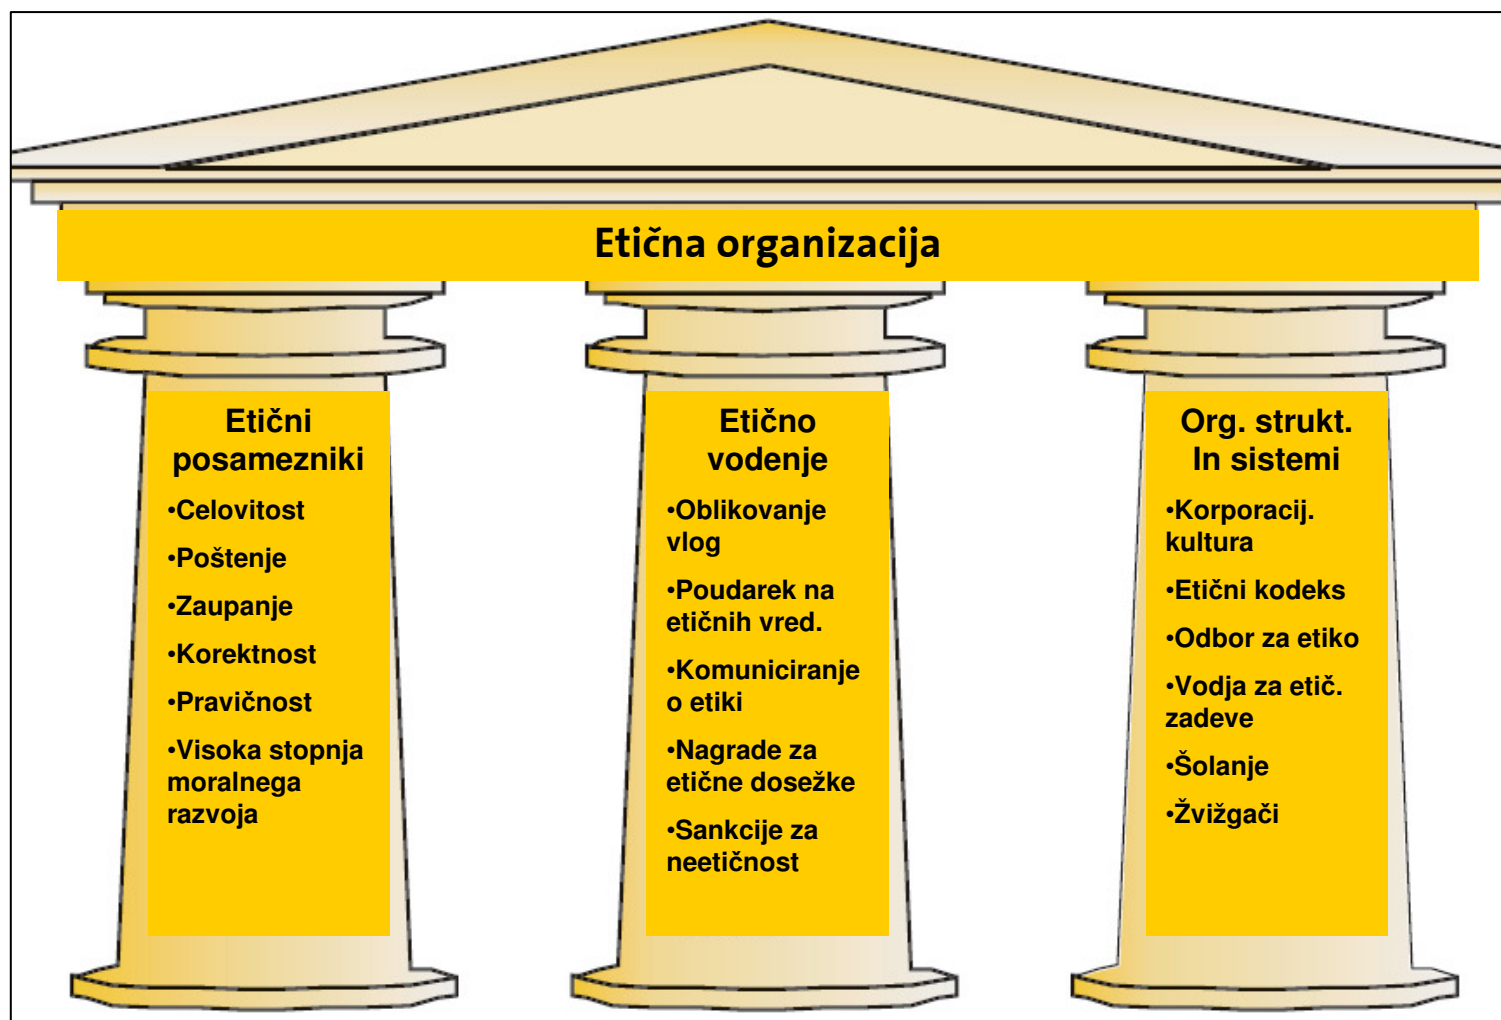 Etična organizacija
Etični
posamezniki
•Celovitost
•Poštenje
•Zaupanje
•Korektnost
•Pravičnost
•Visoka stopnja
moralnega
razvoja
Etično
vodenje
•Oblikovanje
vlog
•Poudarek na
etičnih vred.
•Komuniciranje
o etiki
•Nagrade za
etične dosežke
•Sankcije za
neetičnost
Org. strukt.
In sistemi
•Korporacij.
kultura
•Etični kodeks
•Odbor za etiko
•Vodja za etič.
zadeve
•Šolanje
•Žvižgači